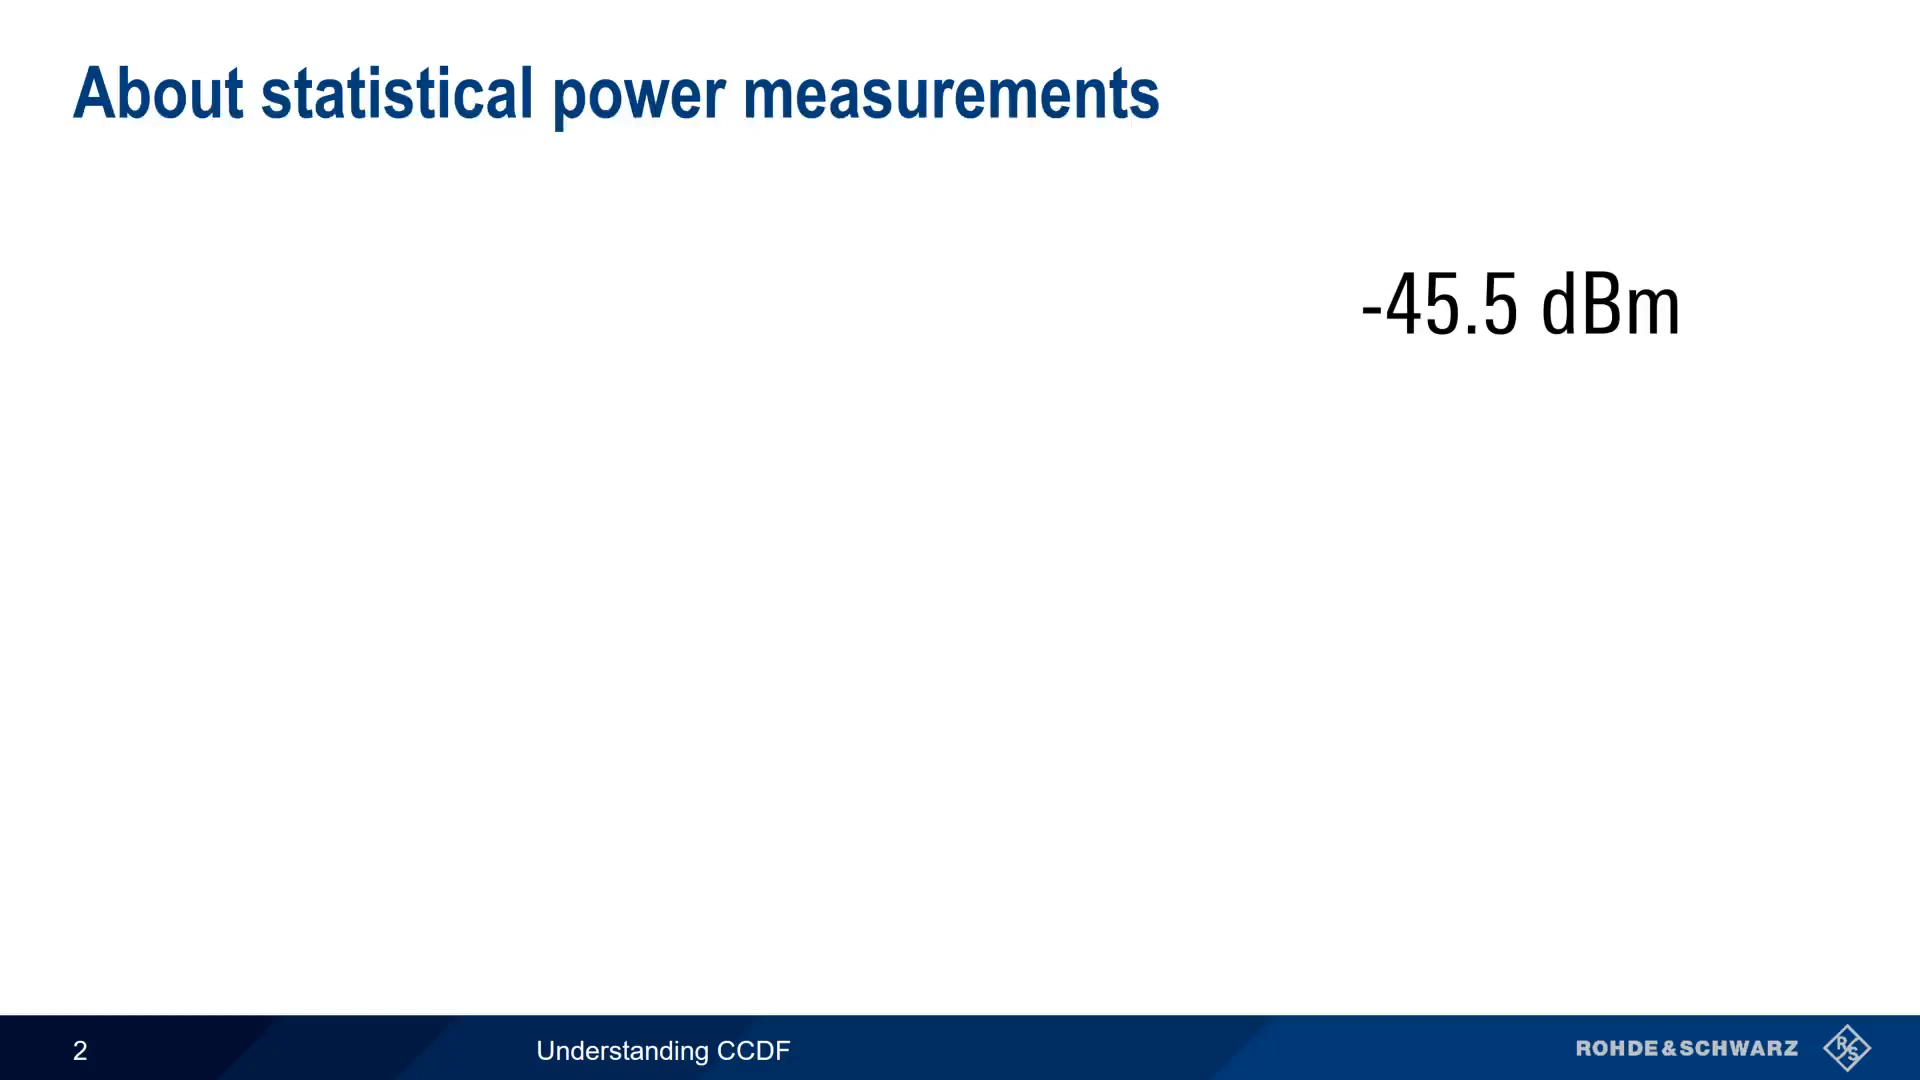 About statistical power measurements
-45.5 dBm
2
Understanding CCDF
ROHDE&SCHWARZ
R
S